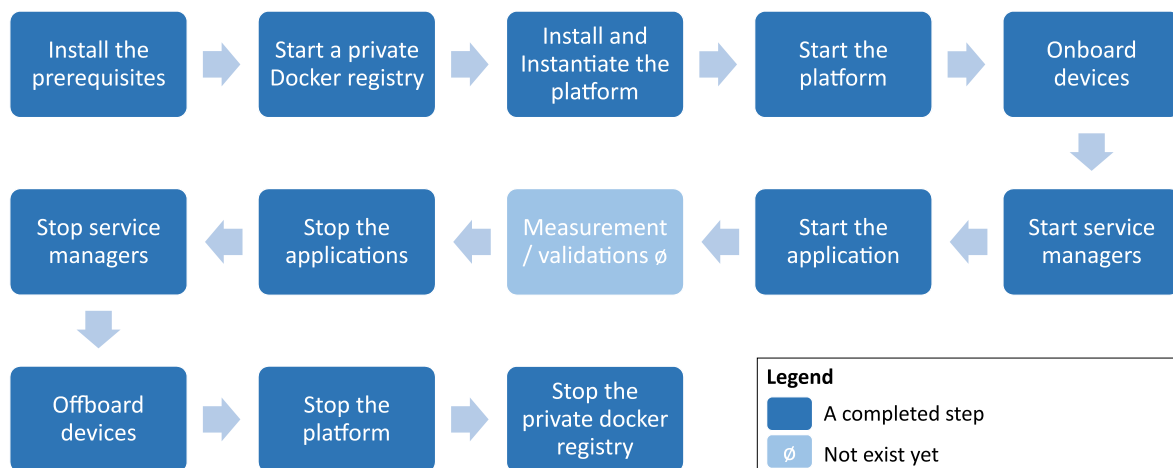 Install the
prerequisites
Start a private
Docker registry
Install and
Instantiate the
platform
Start the
platform
Onboard
devices
Start service
managers
Start the
application
Measurement
/ validations ø
Stop the
applications
Stop service
managers
Offboard
devices
Stop the
platform
Stop the
private docker
registry
Legend
A completed step
ø Not exist yet